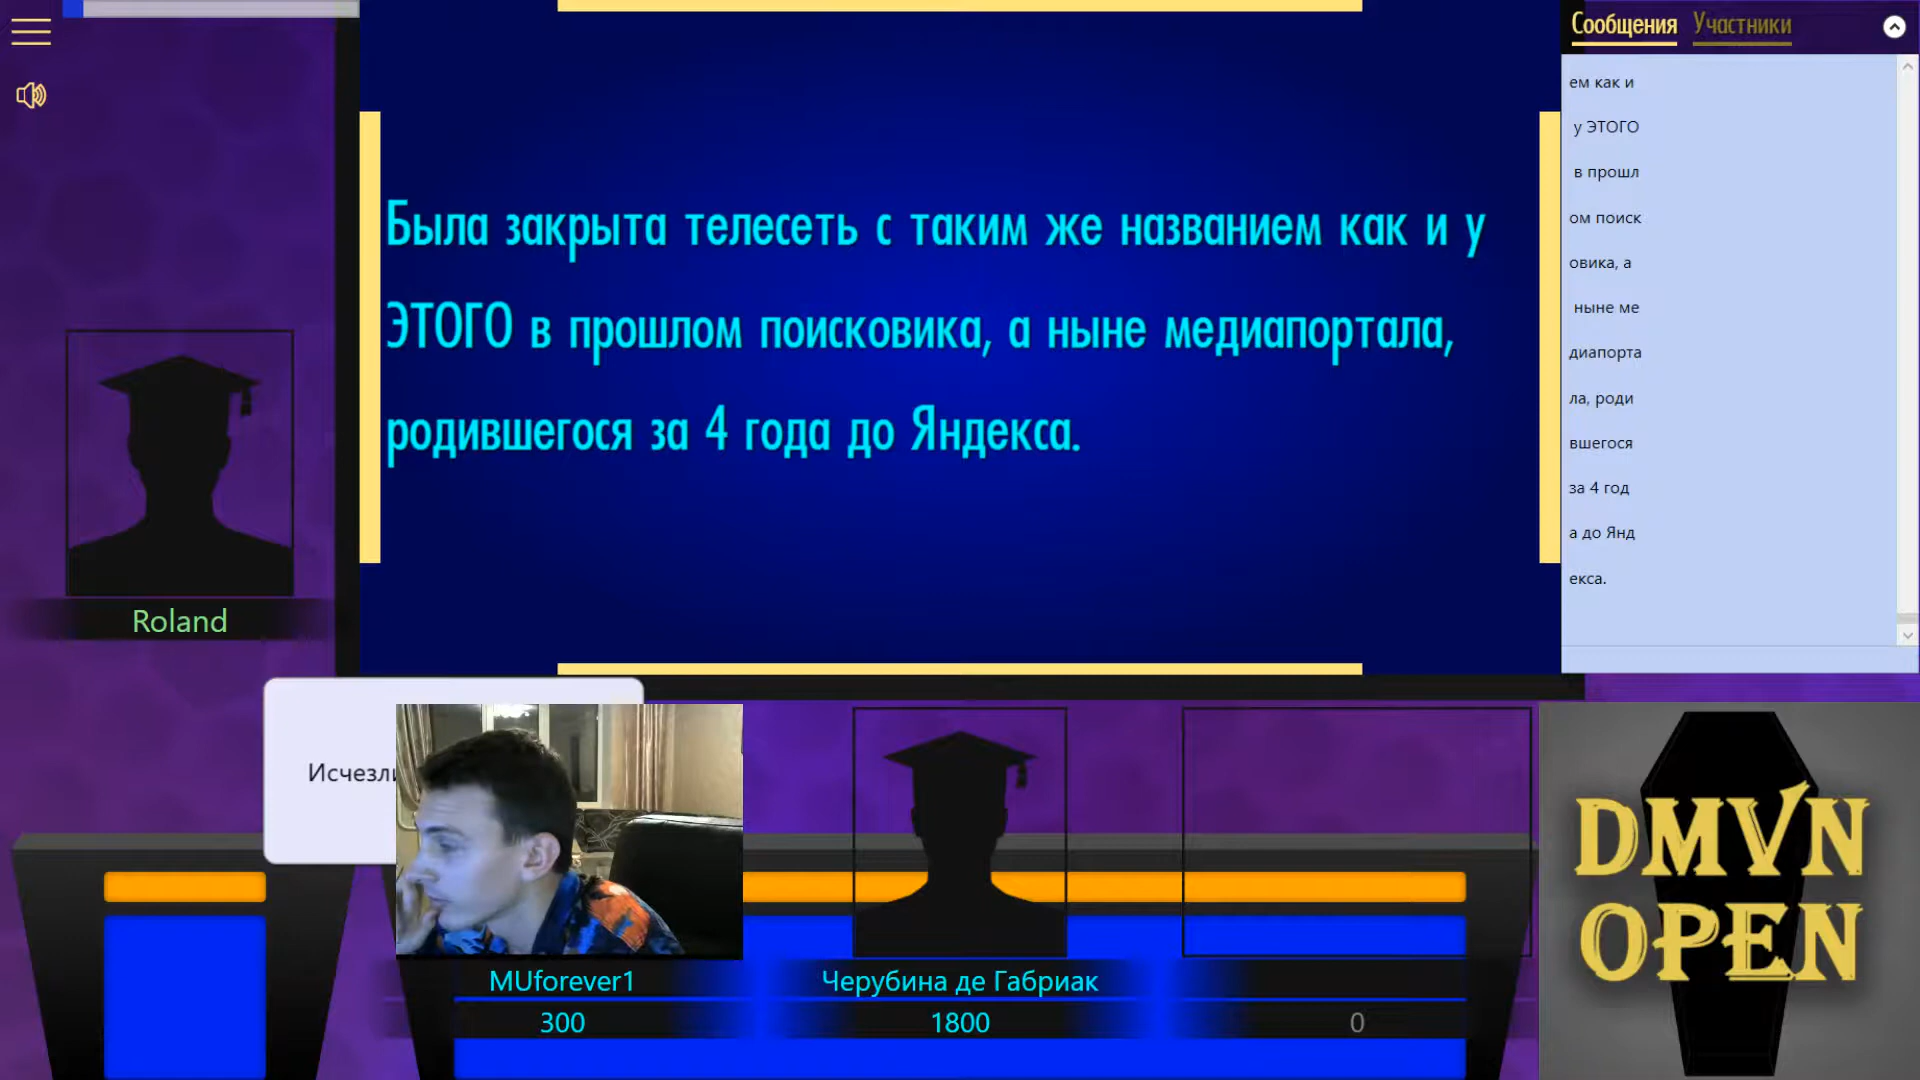 Сообщения Участники
Была закрыта телесеть с таким же названием как и у
ЭТОГО в прошлом поисковика, а ныне медиапортала,
родившегося за 4 года до Яндекса.
ем как и
у ЭТОГО
в прошл
ом поиск
овика, а
ныне ме
диапорта
ла, роди
вшегося
за 4 год
а до Янд
екса.
Roland
Исчезли
MUforever1
300
Черубина де Габриак
1800
0
DMVN
OPEN